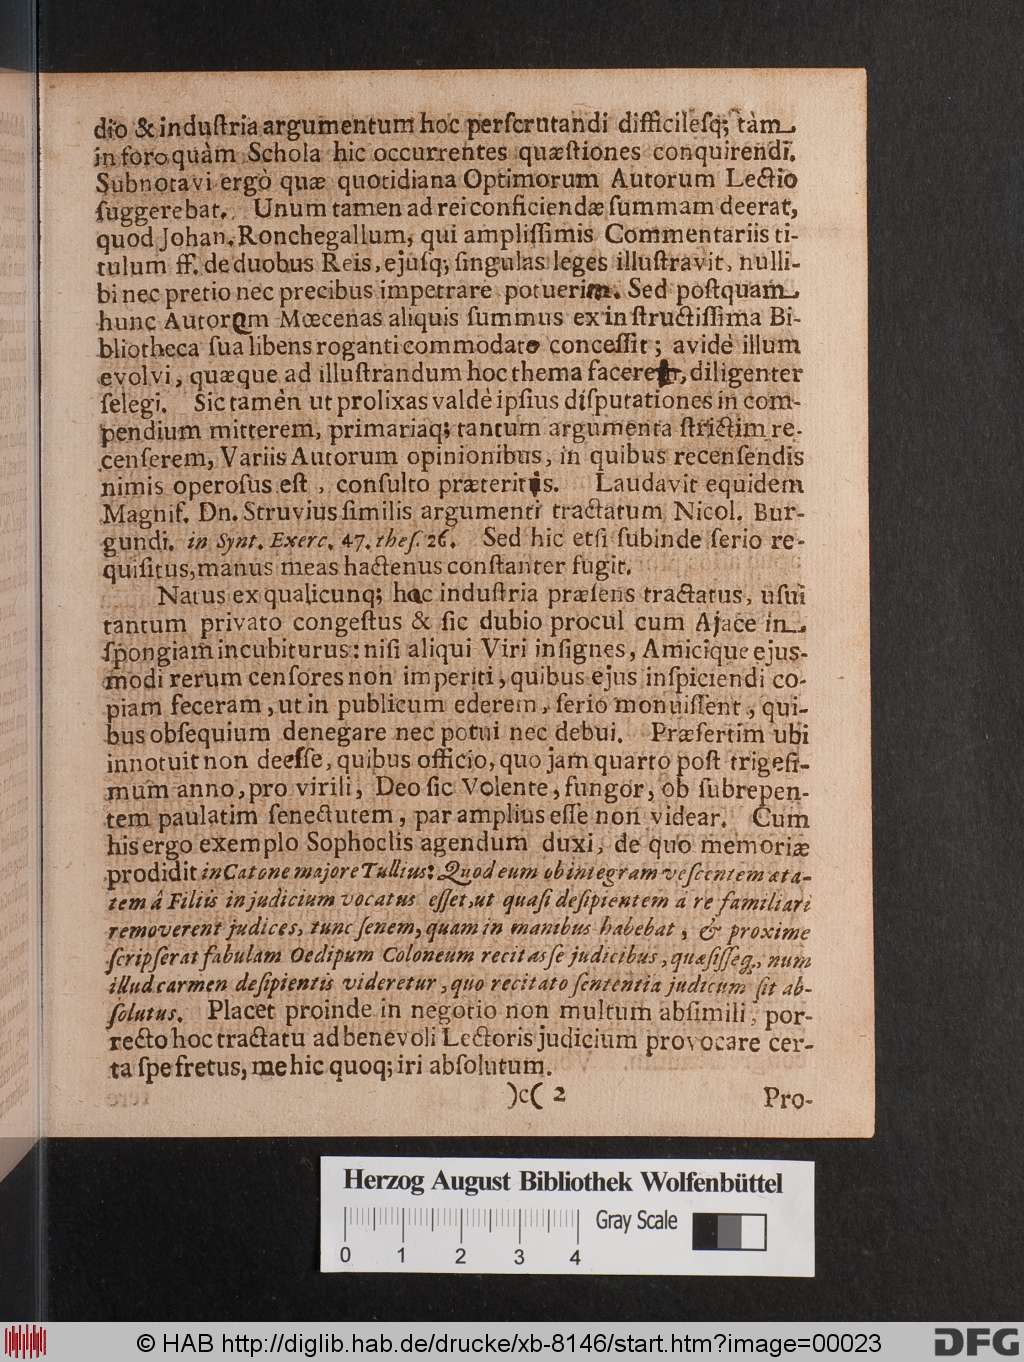 dio & induſtria argumentum hoc perſcrutandi difficileſq; tàm
in foro quàm Schola hic occurrentes quæſtiones conquirendi.
Subnotavi ergò quæ quotidiana Optimorum Autorum Lectio
ſuggerebat. Unum tamen ad rei conficiendæ ſummam deerat,
quod Johan. Ronchegallum, qui ampliſſimis Commentariis ti-
tulum ff. de duobus Reis, ejuſq; ſingulas leges illuſtravit, nulli-
bi nec pretio nec precibus impetrare potuerim. Sed poſtquam
hunc Autorem Mœcenas aliquis ſummus ex inſtructiſſima Bi-
bliotheca ſua libens roganti commodato conceſſit; avidè illum
evolvi, quæque ad illuſtrandum hoc thema facerent, diligenter
ſelegi. Sic tamèn ut prolixas valdè ipſius diſputationes in com-
pendium mitterem, primariaq; tantum argumenta ſtrictim re-
cenſerem, Variis Autorum opinionibus, in quibus recenſendis
nimis operoſus eſt, conſulto præteritis. Laudavit equidem
Magnif. Dn. Struvius ſimilis argumenti tractatum Nicol. Bur-
gundi. in Synt. Exerc. 47. theſ. 26. Sed hic etſi ſubinde ſerio re-
quiſitus, manus meas hactenus conſtanter fugit.
Natus ex qualicunq; hac induſtria præſens tractatus, uſui
tantum privato congeſtus & ſic dubio procul cum Ajace in
ſpongiam incubiturus: niſi aliqui Viri inſignes, Amicique ejus-
modi rerum cenſores non imperiti, quibus ejus inſpiciendi co-
piam feceram, ut in publicum ederem, ſerio monuiſſent, qui-
bus obſequium denegare nec potui nec debui. Præſertim ubi
innotuit non deeſſe, quibus officio, quo jam quarto poſt trigeſi-
mum anno, pro virili, Deo ſic Volente, fungor, ob ſubrepen-
tem paulatim ſenectutem, par amplius eſſe non videar. Cum
his ergo exemplo Sophoclis agendum duxi, de quo memoriæ
prodidit in Catone majore Tullius: Quod eum ob integram veſcentem æta-
tem á Filiis in judicium vocatus eſſet, ut quaſi deſipientem á re familiari
removerent judices, tunc ſenem, quam in manibus habebat, & proxime
ſcripſerat fabulam Oedipum Coloneum recitaſſe judicibus, quæſiſſeq., num
illud carmen deſipientis videretur, quo recitato ſententia judicum ſit ab-
ſolutus. Placet proinde in negotio non multum abſimili, por-
recto hoc tractatu ad benevoli Lectoris judicium provocare cer-
ta ſpe fretus, me hic quoq; iri abſolutum.
)c( 2
Pro-
Herzog August Bibliothek Wolfenbüttel
Gray Scale
0 1 2 3 4
© HAB http://diglib.hab.de/drucke/xb-8146/start.htm?image=00023
DFG